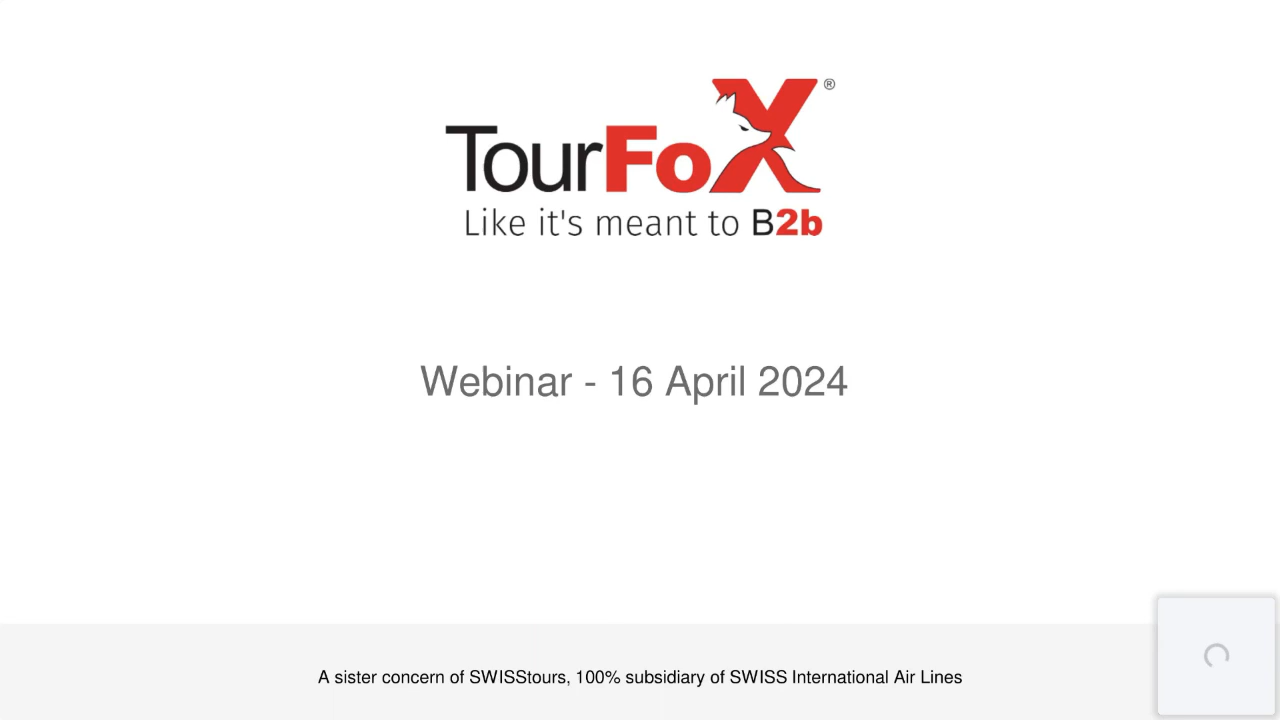 TourFoX®
Like it's meant to B2b
Webinar - 16 April 2024
A sister concern of SWISStours, 100% subsidiary of SWISS International Air Lines